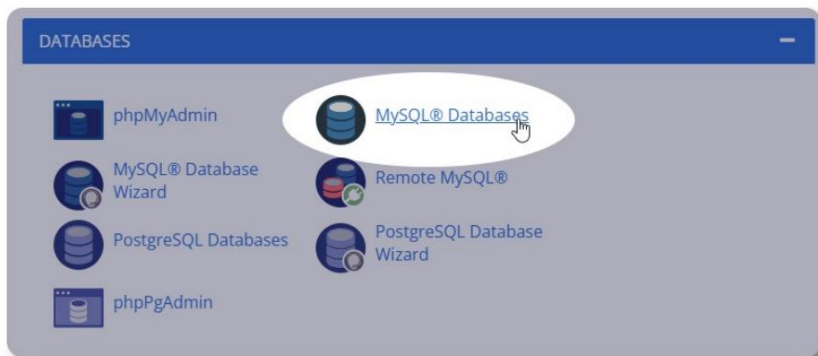 DATABASES
phpMyAdmin
MySQL® Databases
MySQL® Database
Wizard
Remote MySQL®
PostgreSQL Databases
PostgreSQL Database
Wizard
phpPgAdmin